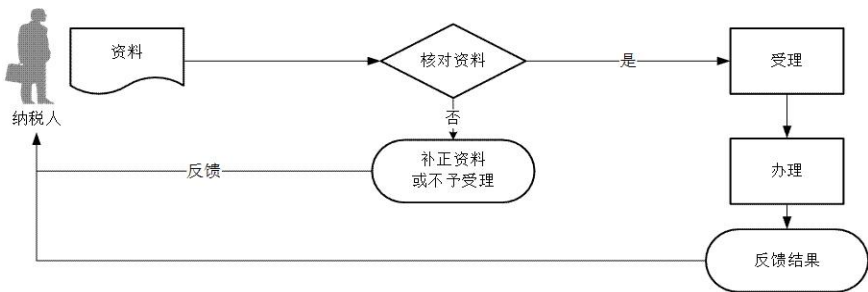 资料
核对资料
是
受理
纳税人
否
补正资料
或不予受理
反馈
办理
反馈结果